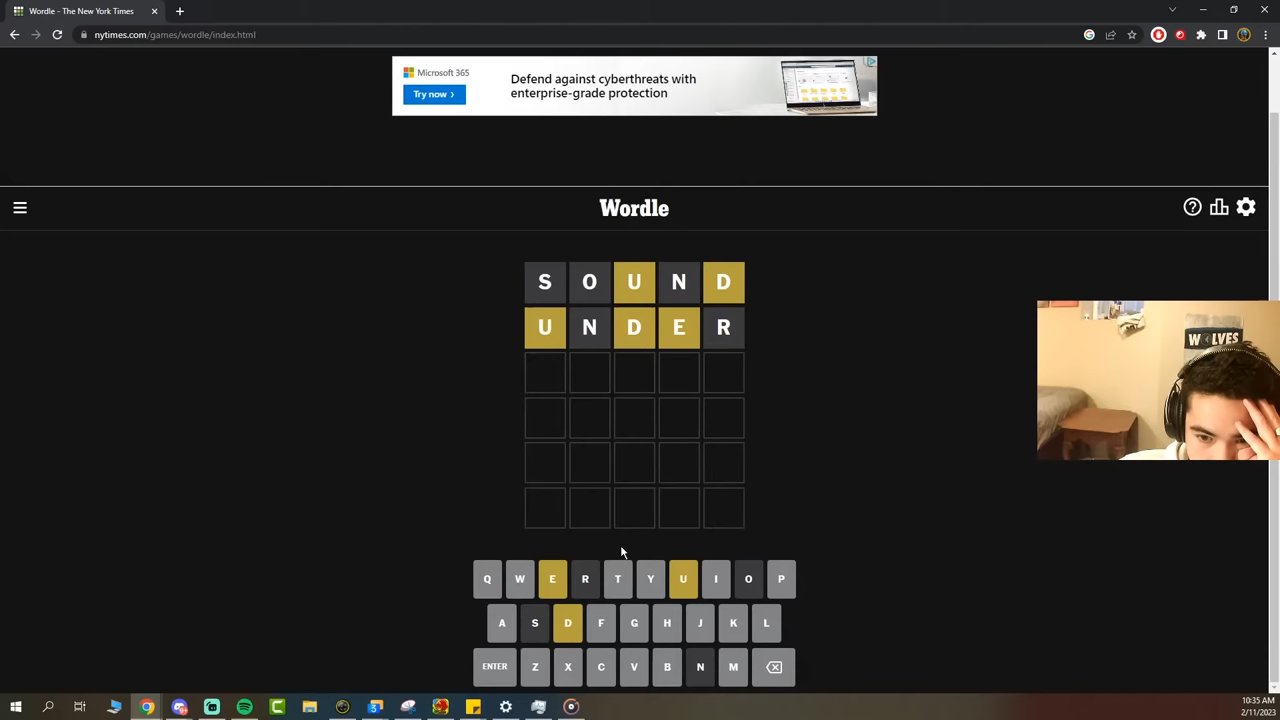 Wordle - The New York Times
nytimes.com/games/wordle/index.html
Microsoft 365
Try now >
Defend against cyberthreats with
enterprise-grade protection
Wordle
S O U N D
U N D E R
Q W E R T Y U I O P
A S D F G H J K L
ENTER Z X C V B N M
WOLVES
10:35 AM
2/11/2023